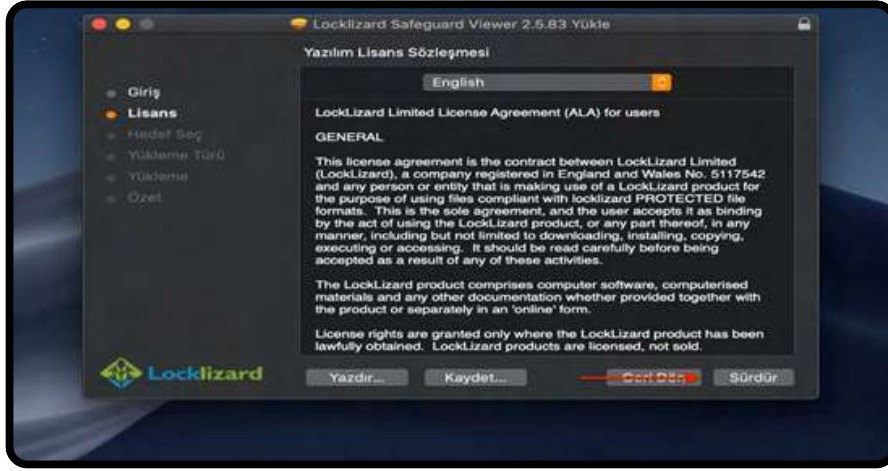 Locklizard Safeguard Viewer 2.5.83 Yükle
Yazılım Lisans Sözleşmesi
English
Giriş
Lisans
Hedef Seç
Yükleme Türü
Yükleme
Özet
LockLizard Limited License Agreement (ALA) for users
GENERAL
This license agreement is the contract between LockLizard Limited
(LockLizard), a company registered in England and Wales No. 5117542
and any person or entity that is making use of a LockLizard product for
the purpose of using files compliant with locklizard PROTECTED file
formats. This is the sole agreement, and the user accepts it as binding
by the act of using the LockLizard product, or any part thereof, in any
manner, including but not limited to downloading, installing, copying,
executing or accessing. It should be read carefully before being
accepted as a result of any of these activities.
The LockLizard product comprises computer software, computerised
materials and any other documentation whether provided together with
the product or separately in an 'online' form.
License rights are granted only where the LockLizard product has been
lawfully obtained. LockLizard products are licensed, not sold.
Locklizard
Yazdır... Kaydet... Geri Dön Sürdür